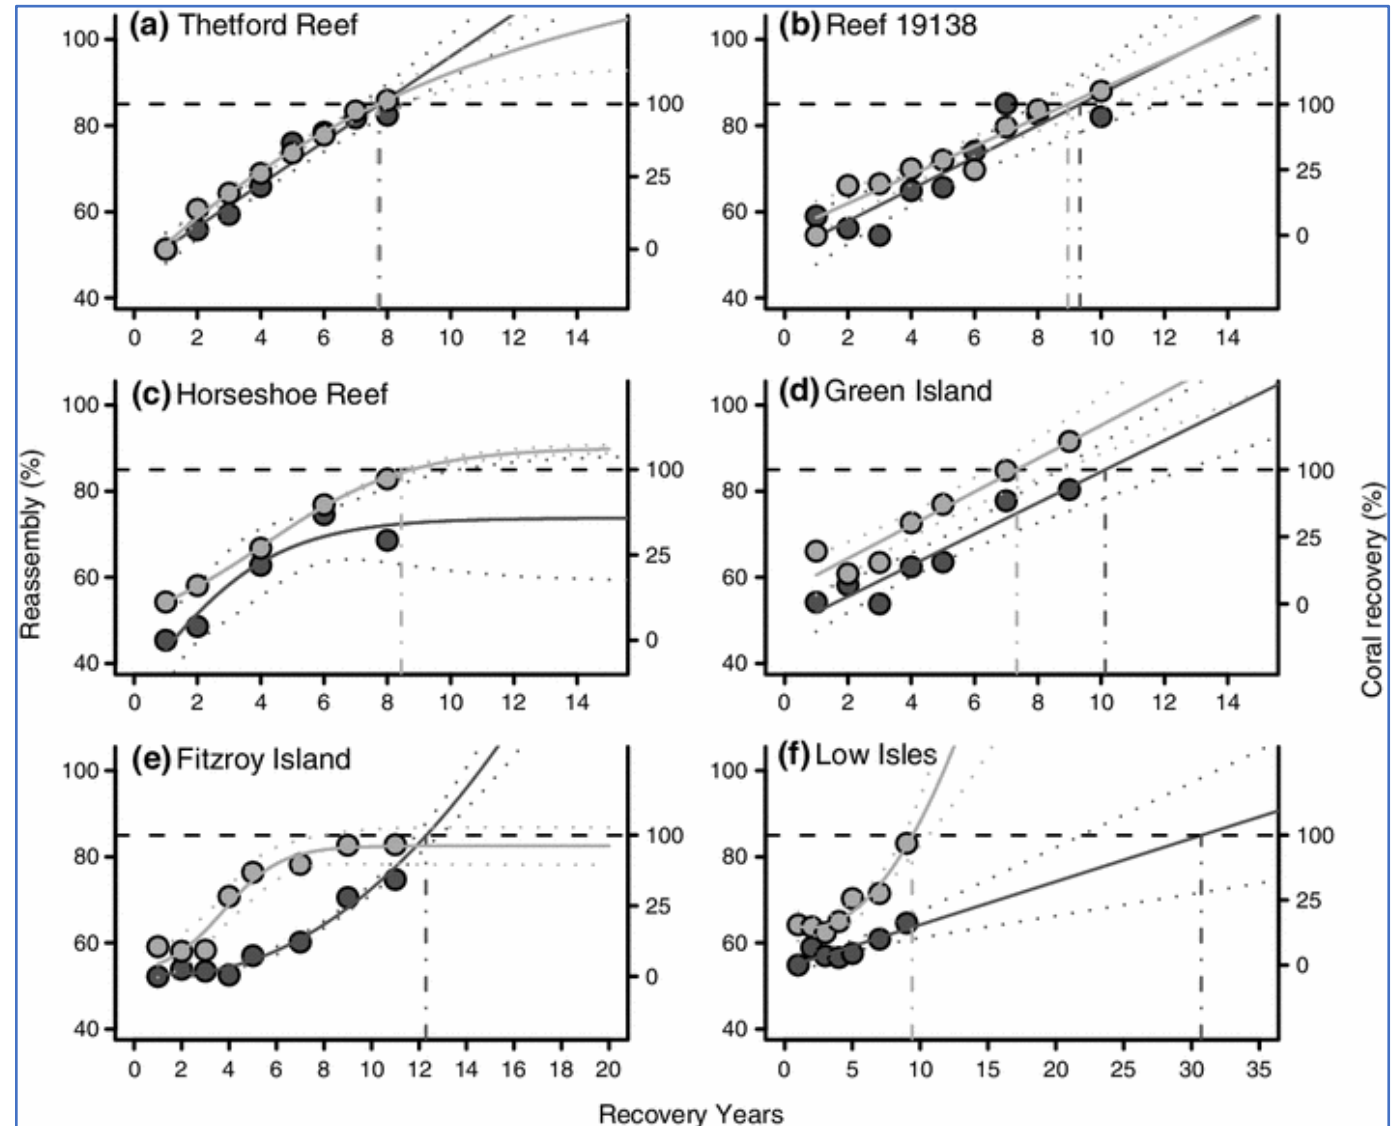 (a) Thetford Reef
100
80
60
40
100
25
0
0 2 4 6 8 10 12 14
(b) Reef 19138
100
80
60
40
100
25
0
0 2 4 6 8 10 12 14
(c) Horseshoe Reef
100
80
60
40
100
25
0
0 2 4 6 8 10 12 14
(d) Green Island
100
80
60
40
100
25
0
0 2 4 6 8 10 12 14
Reassembly (%)
Coral recovery (%)
(e) Fitzroy Island
100
80
60
40
100
25
0
0 2 4 6 8 10 12 14 16 18 20
(f) Low Isles
100
80
60
40
100
25
0
0 5 10 15 20 25 30 35
Recovery Years